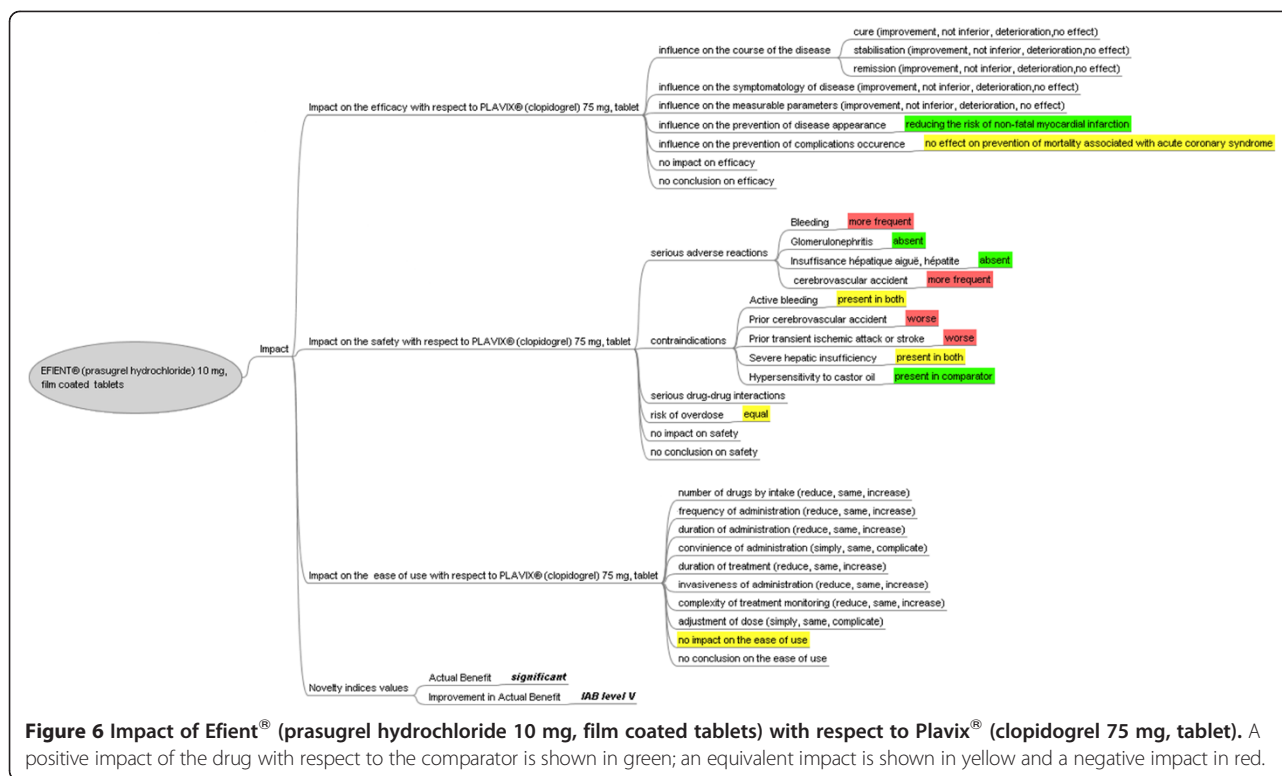 EFIENT® (prasugrel hydrochloride) 10 mg,
film coated tablets
Impact
Impact on the efficacy with respect to PLAVIX® (clopidogrel) 75 mg, tablet
influence on the course of the disease
cure (improvement, not inferior, deterioration,no effect)
stabilisation (improvement, not inferior, deterioration,no effect)
remission (improvement, not inferior, deterioration,no effect)
influence on the symptomatology of disease (improvement, not inferior, deterioration,no effect)
influence on the measurable parameters (improvement, not inferior, deterioration, no effect)
influence on the prevention of disease appearance reducing the risk of non-fatal myocardial infarction
influence on the prevention of complications occurence no effect on prevention of mortality associated with acute coronary syndrome
no impact on efficacy
no conclusion on efficacy
Impact on the safety with respect to PLAVIX® (clopidogrel) 75 mg, tablet
serious adverse reactions
Bleeding more frequent
Glomerulonephritis absent
Insuffisance hépatique aiguë, hépatite absent
cerebrovascular accident more frequent
contraindications
Active bleeding present in both
Prior cerebrovascular accident worse
Prior transient ischemic attack or stroke worse
Severe hepatic insufficiency present in both
Hypersensitivity to castor oil present in comparator
serious drug-drug interactions
risk of overdose equal
no impact on safety
no conclusion on safety
Impact on the ease of use with respect to PLAVIX® (clopidogrel) 75 mg, tablet
number of drugs by intake (reduce, same, increase)
frequency of administration (reduce, same, increase)
duration of administration (reduce, same, increase)
convinience of administration (simply, same, complicate)
duration of treatment (reduce, same, increase)
invasiveness of administration (reduce, same, increase)
complexity of treatment monitoring (reduce, same, increase)
adjustment of dose (simply, same, complicate)
no impact on the ease of use
no conclusion on the ease of use
Novelty indices values
Actual Benefit significant
Improvement in Actual Benefit IAB level V
Figure 6 Impact of Efient® (prasugrel hydrochloride 10 mg, film coated tablets) with respect to Plavix® (clopidogrel 75 mg, tablet). A
positive impact of the drug with respect to the comparator is shown in green; an equivalent impact is shown in yellow and a negative impact in red.